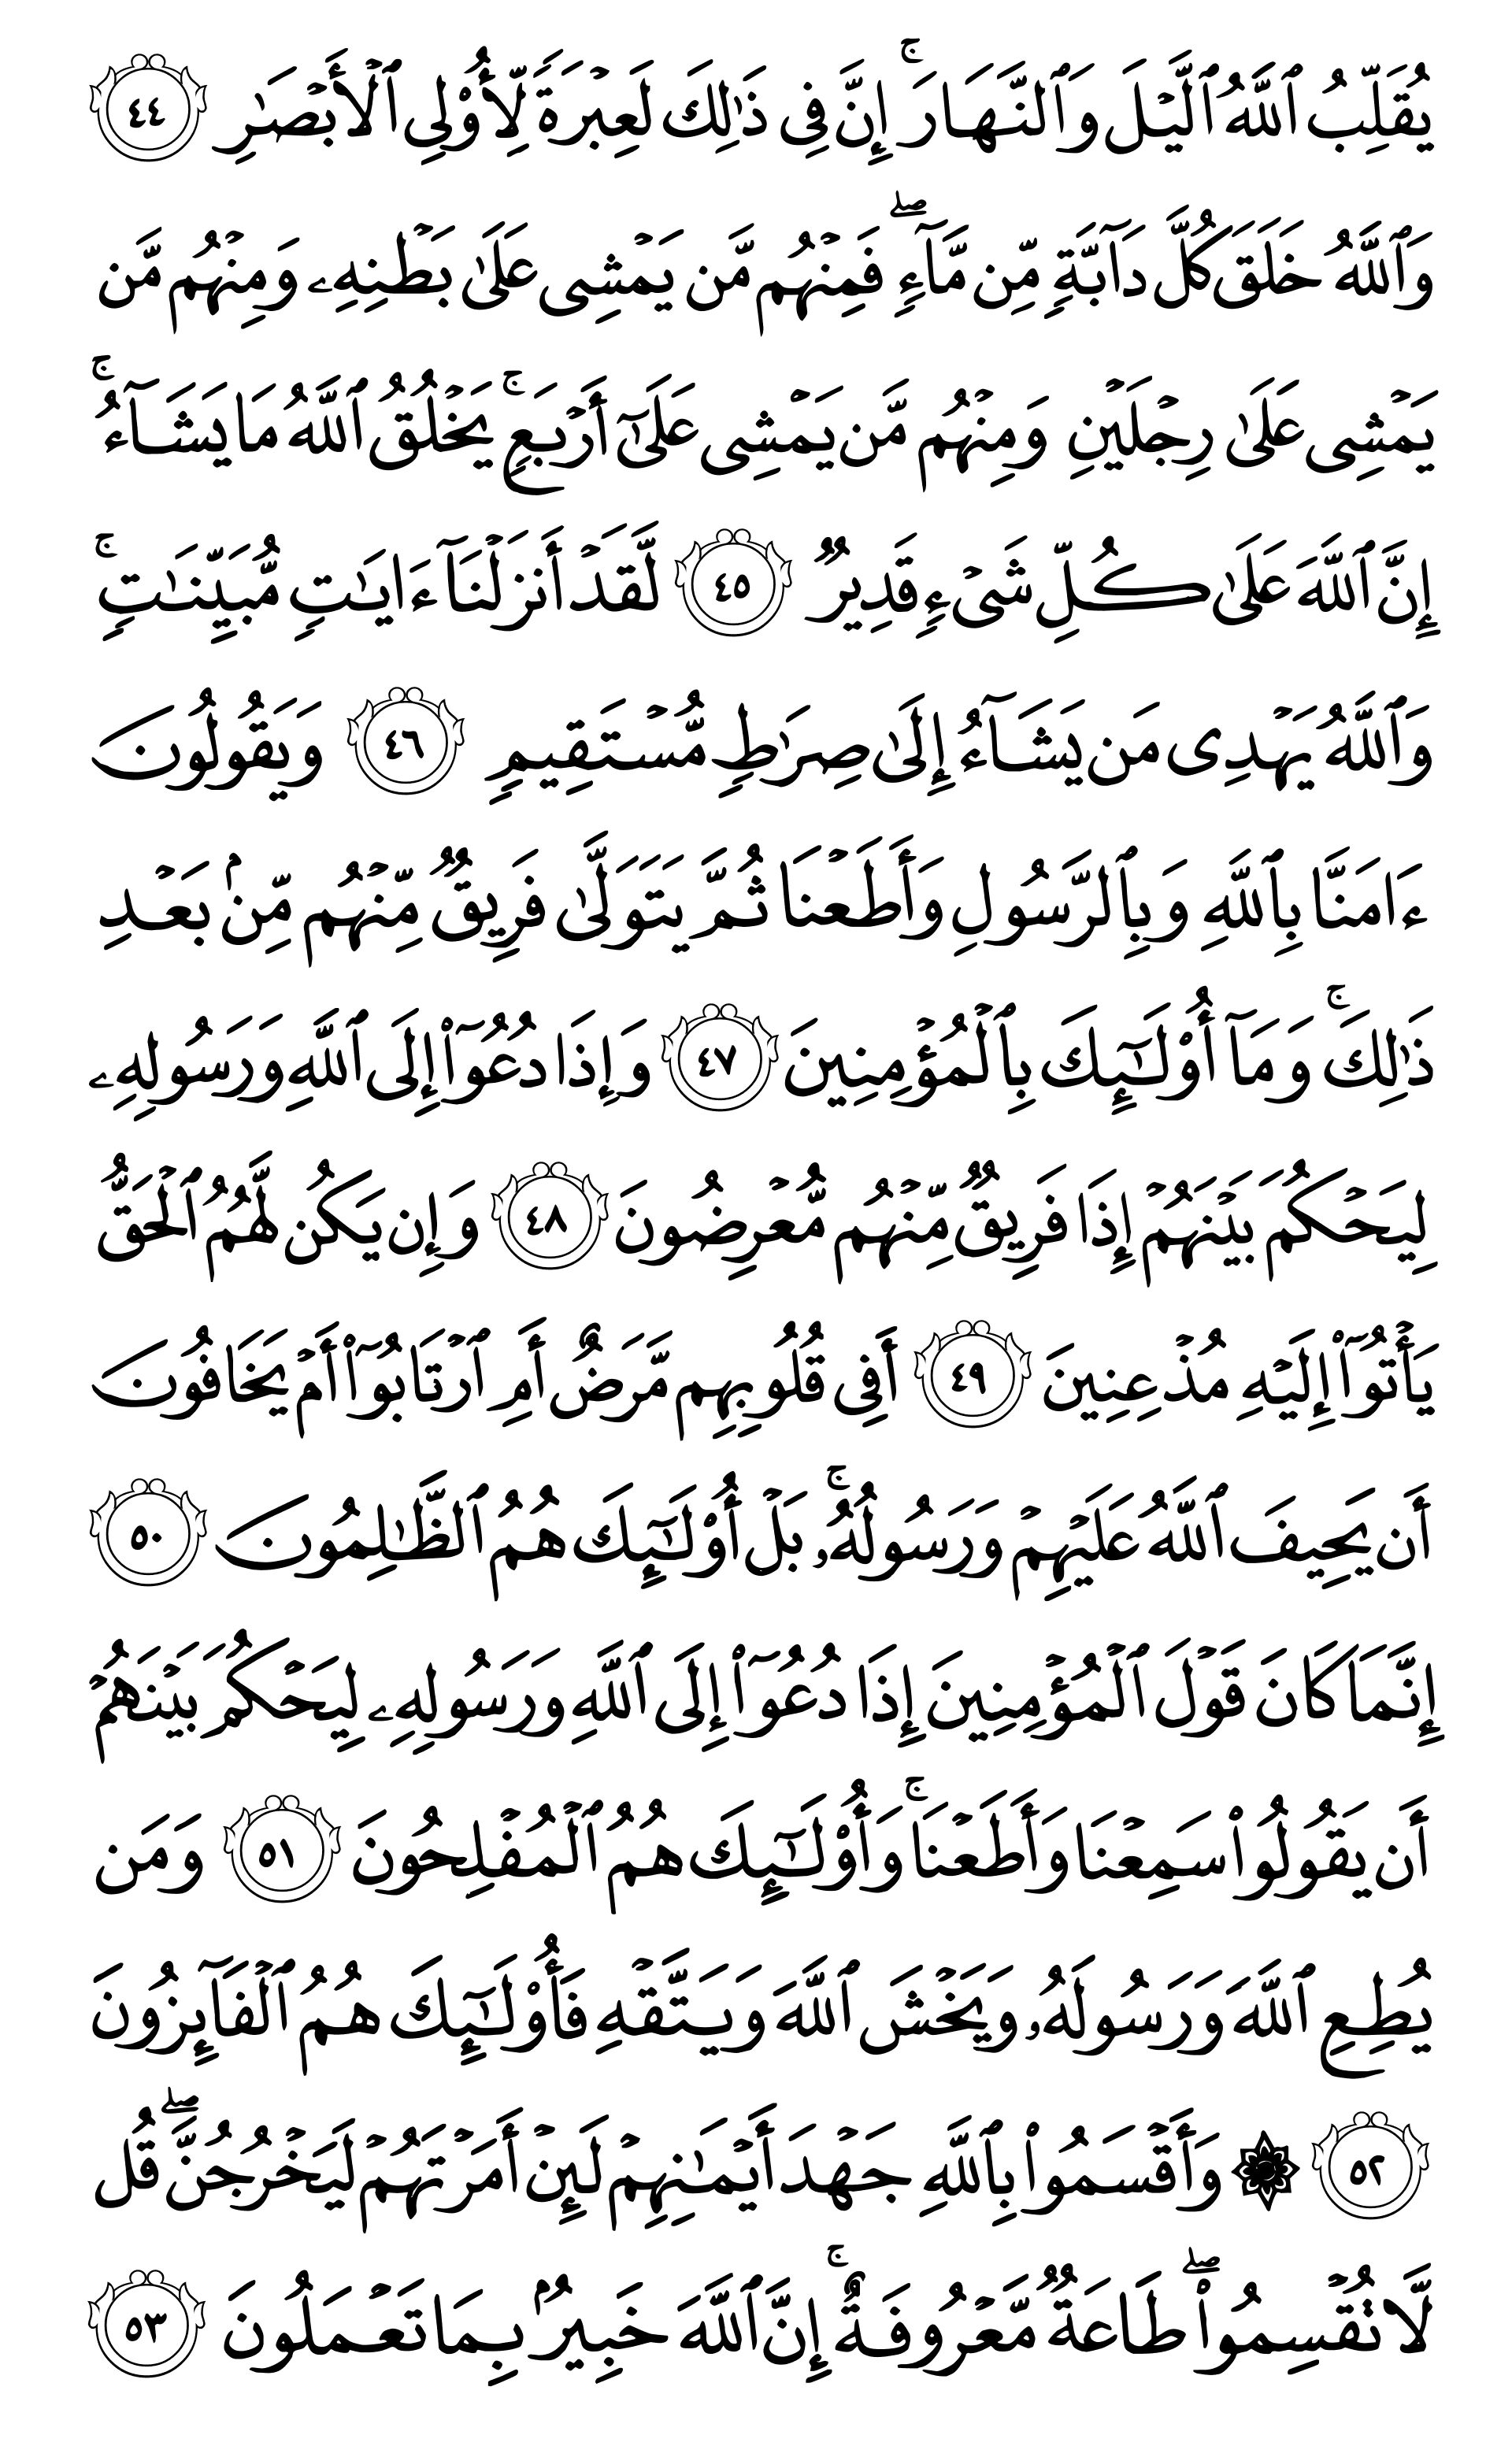 يُقَلِّبُ ٱللَّهُ ٱلَّيْلَ وَٱلنَّهَارَ ۚ إِنَّ فِى ذَٰلِكَ لَعِبْرَةً لِّأُو۟لِى ٱلْأَبْصَٰرِ ٤٤
وَٱللَّهُ خَلَقَ كُلَّ دَآبَّةٍ مِّن مَّآءٍ ۖ فَمِنْهُم مَّن يَمْشِى عَلَىٰ بَطْنِهِۦ وَمِنْهُم مَّن
يَمْشِى عَلَىٰ رِجْلَيْنِ وَمِنْهُم مَّن يَمْشِى عَلَىٰٓ أَرْبَعٍ ۚ يَخْلُقُ ٱللَّهُ مَا يَشَآءُ ۚ
إِنَّ ٱللَّهَ عَلَىٰ كُلِّ شَىْءٍ قَدِيرٌ ٤٥ لَّقَدْ أَنزَلْنَآ ءَايَٰتٍ مُّبَيِّنَٰتٍ ۚ
وَٱللَّهُ يَهْدِى مَن يَشَآءُ إِلَىٰ صِرَٰطٍ مُّسْتَقِيمٍ ٤٦ وَيَقُولُونَ
ءَامَنَّا بِٱللَّهِ وَبِٱلرَّسُولِ وَأَطَعْنَا ثُمَّ يَتَوَلَّىٰ فَرِيقٌ مِّنْهُم مِّنۢ بَعْدِ
ذَٰلِكَ ۚ وَمَآ أُو۟لَٰٓئِكَ بِٱلْمُؤْمِنِينَ ٤٧ وَإِذَا دُعُوٓا۟ إِلَى ٱللَّهِ وَرَسُولِهِۦ
لِيَحْكُمَ بَيْنَهُمْ إِذَا فَرِيقٌ مِّنْهُم مُّعْرِضُونَ ٤٨ وَإِن يَكُن لَّهُمُ ٱلْحَقُّ
يَأْتُوٓا۟ إِلَيْهِ مُذْعِنِينَ ٤٩ أَفِى قُلُوبِهِم مَّرَضٌ أَمِ ٱرْتَابُوٓا۟ أَمْ يَخَافُونَ
أَن يَحِيفَ ٱللَّهُ عَلَيْهِمْ وَرَسُولُهُۥ ۚ بَلْ أُو۟لَٰٓئِكَ هُمُ ٱلظَّٰلِمُونَ ٥٠
إِنَّمَا كَانَ قَوْلَ ٱلْمُؤْمِنِينَ إِذَا دُعُوٓا۟ إِلَى ٱللَّهِ وَرَسُولِهِۦ لِيَحْكُمَ بَيْنَهُمْ
أَن يَقُولُوا۟ سَمِعْنَا وَأَطَعْنَا ۚ وَأُو۟لَٰٓئِكَ هُمُ ٱلْمُفْلِحُونَ ٥١ وَمَن
يُطِعِ ٱللَّهَ وَرَسُولَهُۥ وَيَخْشَ ٱللَّهَ وَيَتَّقْهِ فَأُو۟لَٰٓئِكَ هُمُ ٱلْفَآئِزُونَ
٥٢ ۞ وَأَقْسَمُوا۟ بِٱللَّهِ جَهْدَ أَيْمَٰنِهِمْ لَئِنْ أَمَرْتَهُمْ لَيَخْرُجُنَّ ۖ قُل
لَّا تُقْسِمُوا۟ ۖ طَاعَةٌ مَّعْرُوفَةٌ ۚ إِنَّ ٱللَّهَ خَبِيرٌۢ بِمَا تَعْمَلُونَ ٥٣